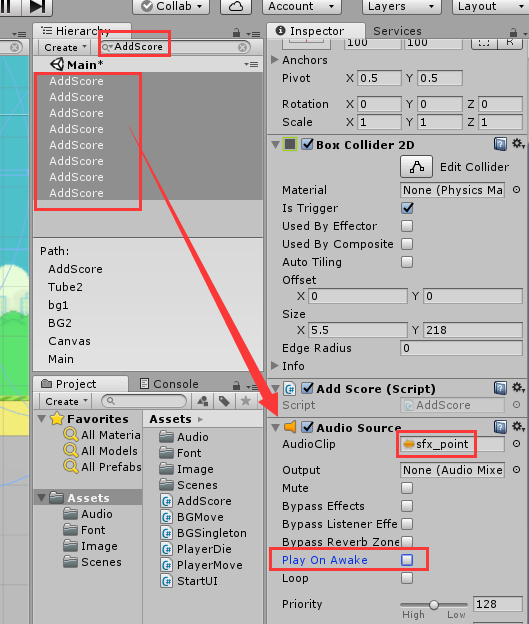 Collab
Account
Layers
Layout
Hierarchy
Create
AddScore
Main*
AddScore
AddScore
AddScore
AddScore
AddScore
AddScore
AddScore
AddScore
Path:
AddScore
Tube2
bg1
BG2
Canvas
Main
Project
Console
Create
Favorites
All Materia
All Models
All Prefabs
Assets
Audio
Font
Image
Scenes
Assets
Audio
Font
Image
Scenes
AddScore
BGMove
BGSingleton
PlayerDie
PlayerMove
StartUI
Inspector
Services
100 100 R
Anchors
Pivot X 0.5 Y 0.5
Rotation X 0 Y 0 Z 0
Scale X 1 Y 1 Z 1
Box Collider 2D
Edit Collider
Material None (Physics Ma
Is Trigger
Used By Effector
Used By Composite
Auto Tiling
Offset
X 0 Y 0
Size
X 5.5 Y 218
Edge Radius 0
Info
Add Score (Script)
Script AddScore
Audio Source
AudioClip sfx_point
Output None (Audio Mixe
Mute
Bypass Effects
Bypass Listener Effe
Bypass Reverb Zone
Play On Awake
Loop
Priority 128
High Low